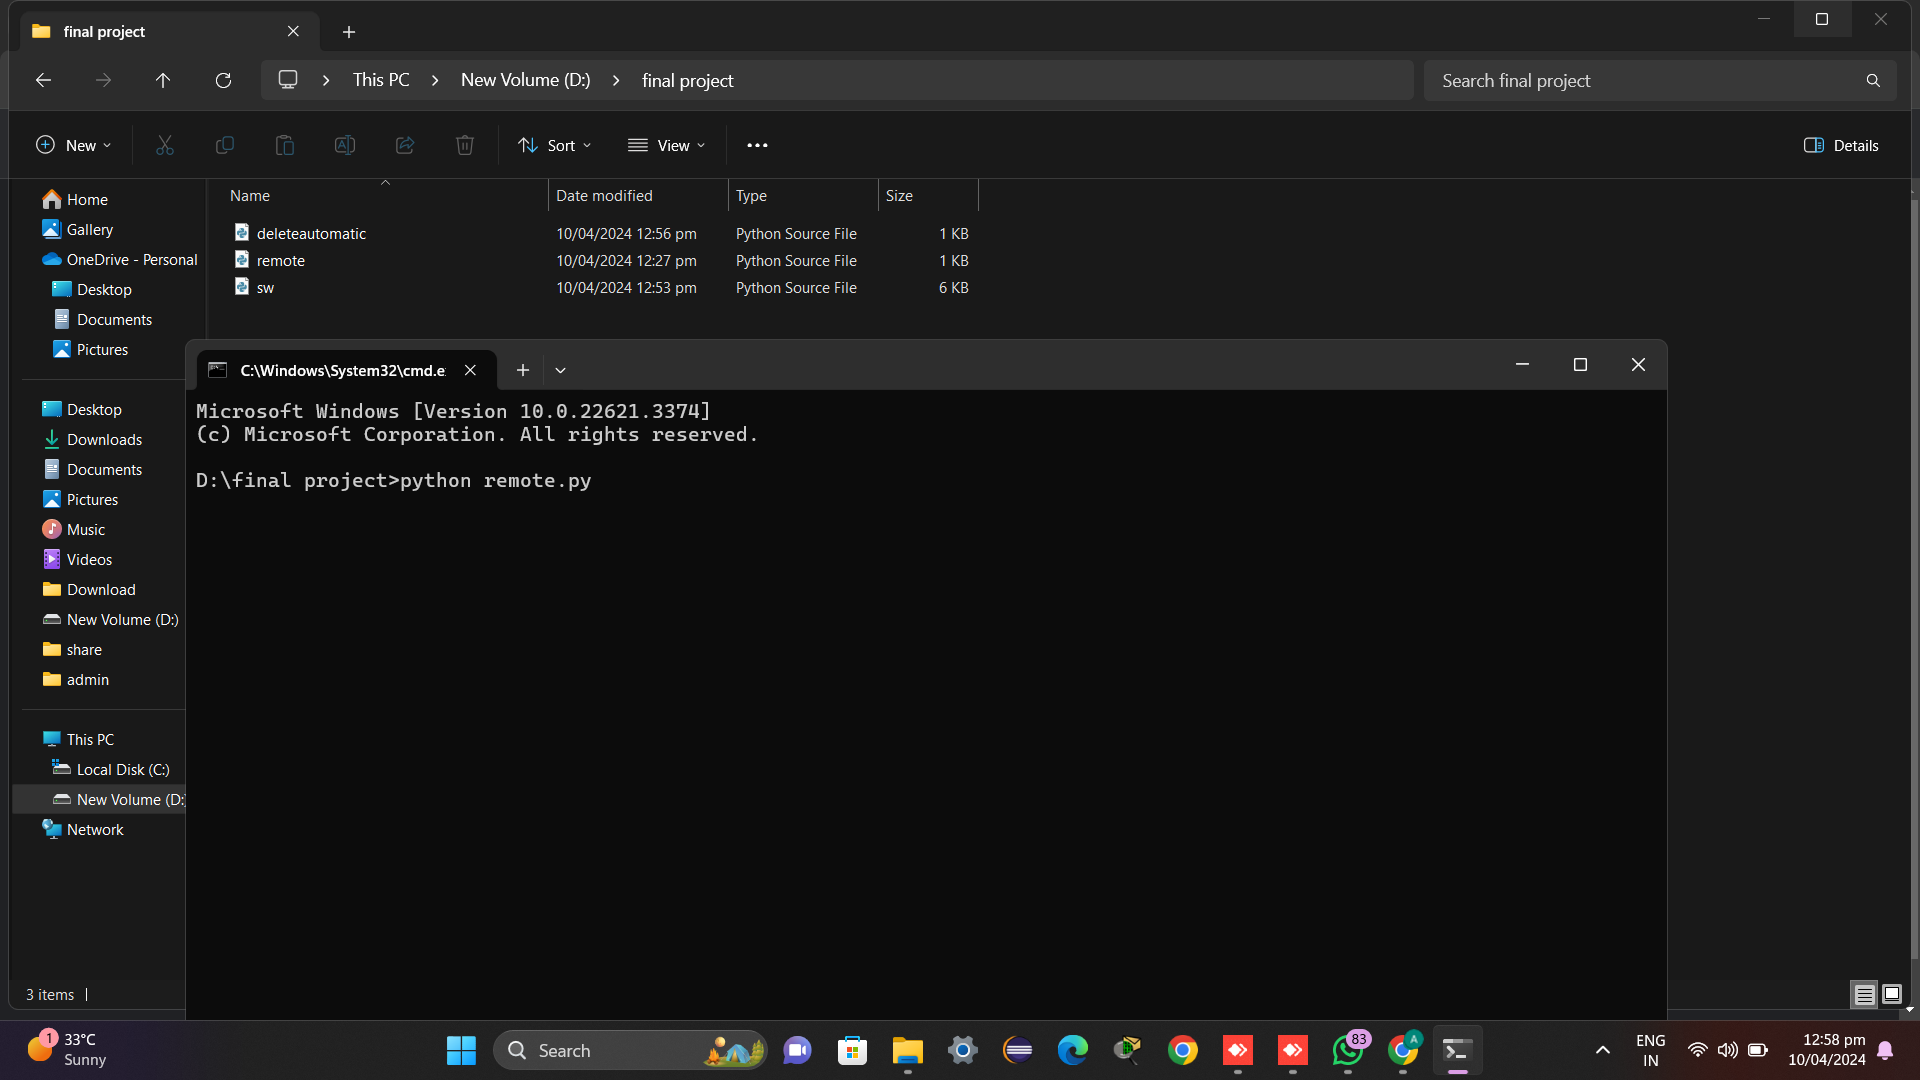 final project
This PC
New Volume (D:)
final project
Search final project
New
Sort
View
Details
Name
Date modified
Type
Size
deleteautomatic
10/04/2024 12:56 pm
Python Source File
1 KB
remote
10/04/2024 12:27 pm
Python Source File
1 KB
sw
10/04/2024 12:53 pm
Python Source File
6 KB
Home
Gallery
OneDrive - Personal
Desktop
Documents
Pictures
Desktop
Downloads
Documents
Pictures
Music
Videos
Download
New Volume (D:)
share
admin
This PC
Local Disk (C:)
New Volume (D:)
Network
3 items
C:\Windows\System32\cmd.e
Microsoft Windows [Version 10.0.22621.3374]
(c) Microsoft Corporation. All rights reserved.
D:\final project>python remote.py
1
33°C
Sunny
Search
83
A
ENG
IN
12:58 pm
10/04/2024